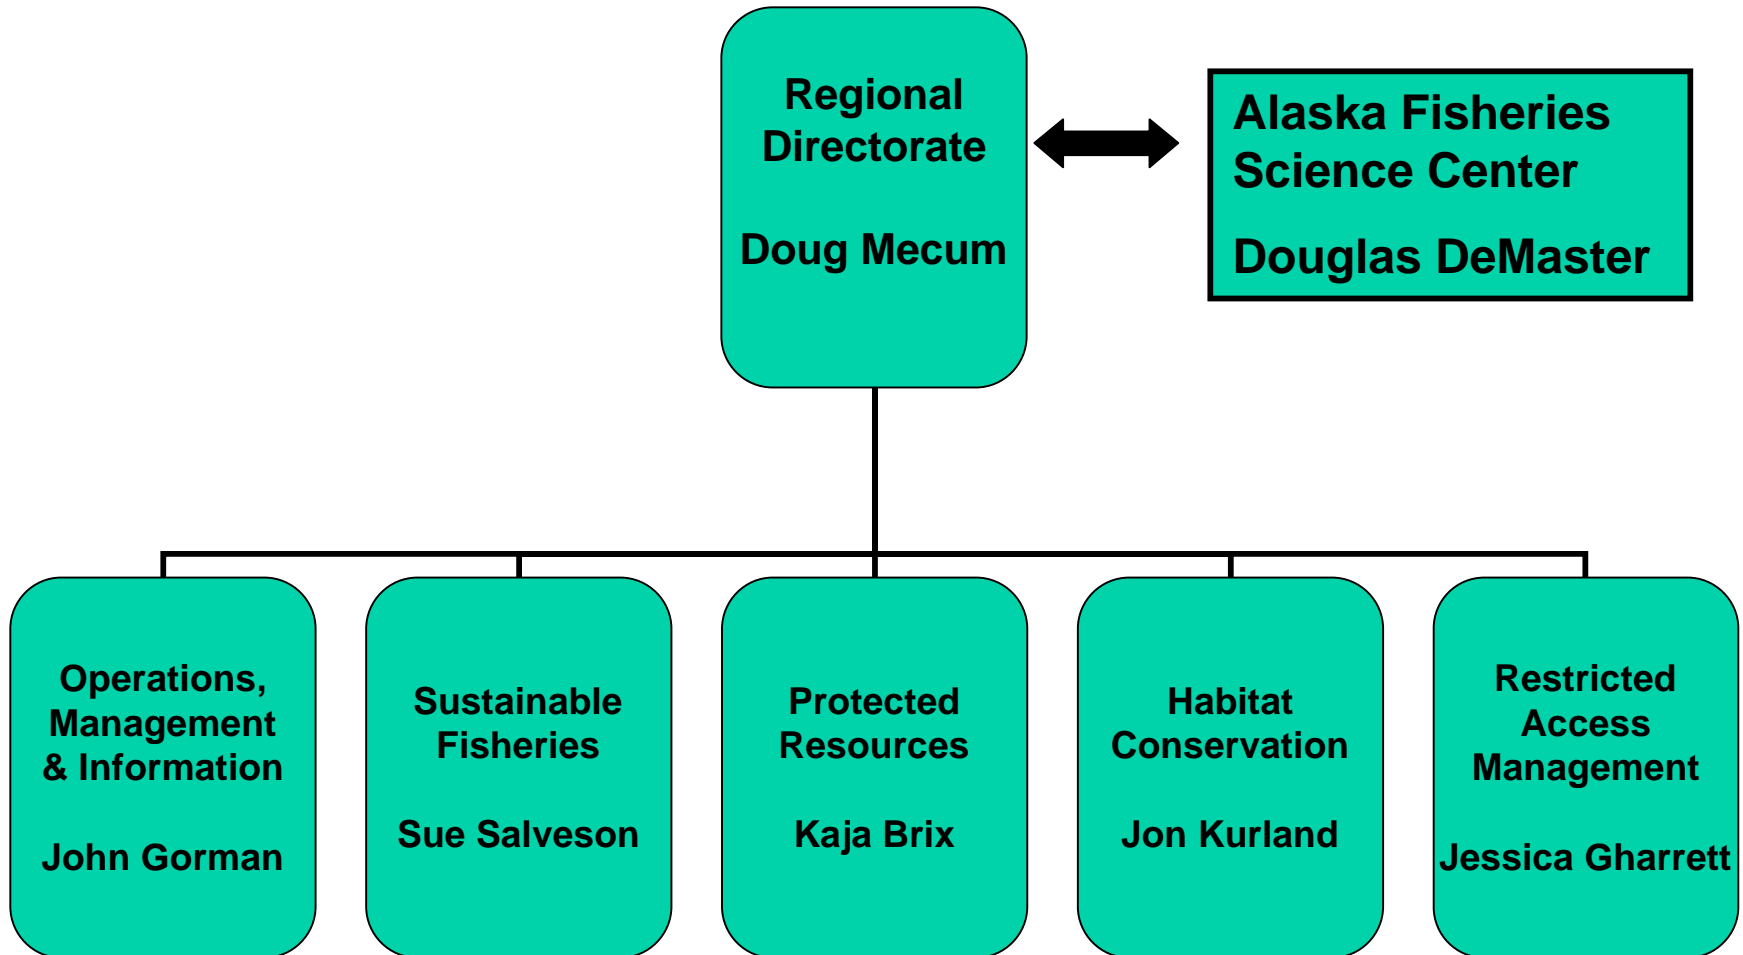 Regional
Directorate
Doug Mecum
Alaska Fisheries
Science Center
Douglas DeMaster
Operations,
Management
& Information
John Gorman
Sustainable
Fisheries
Sue Salveson
Protected
Resources
Kaja Brix
Habitat
Conservation
Jon Kurland
Restricted
Access
Management
Jessica Gharrett